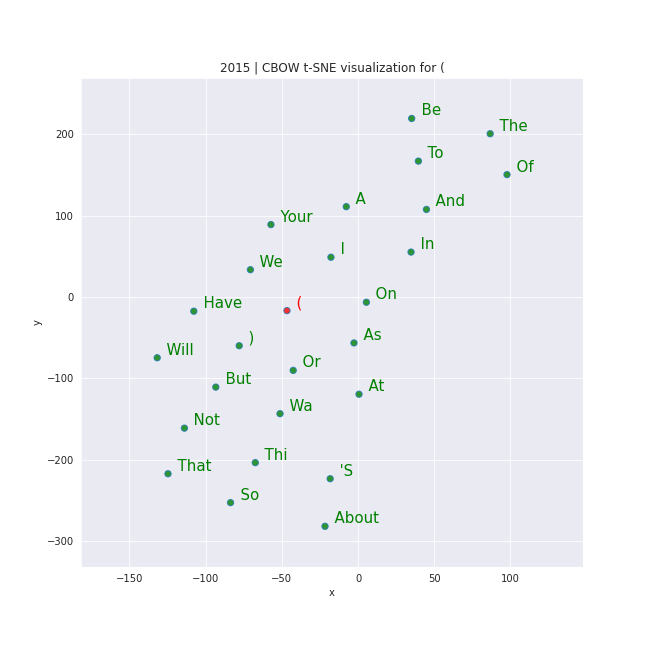 2015 | CBOW t-SNE visualization for (
Be
The
To
Of
A
And
Your
I
In
We
On
Have
(
As
)
Will
Or
But
At
Wa
Not
Thi
That
'S
So
About
y
200
100
0
−100
−200
−300
−150
−100
−50
0
50
100
x